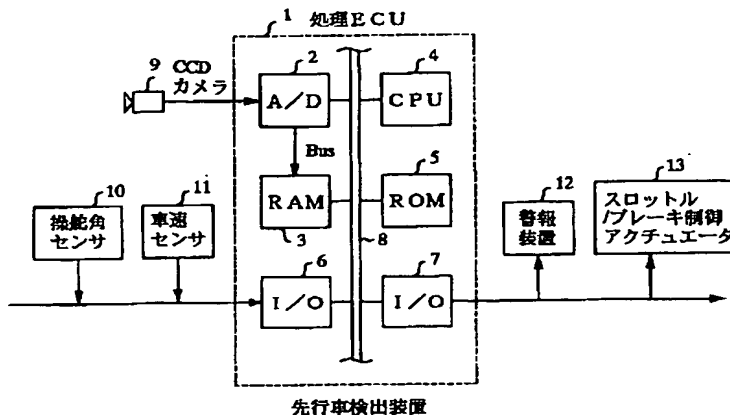 1 処理ECU
9 CCD
カメラ
2
A/D
4
CPU
Bus
RAM
3
5
ROM
10
操舵角
センサ
11
車速
センサ
6
I/O
8
7
I/O
12
警報
装置
13
スロットル
/ブレーキ制御
アクチュエータ
先行車検出装置